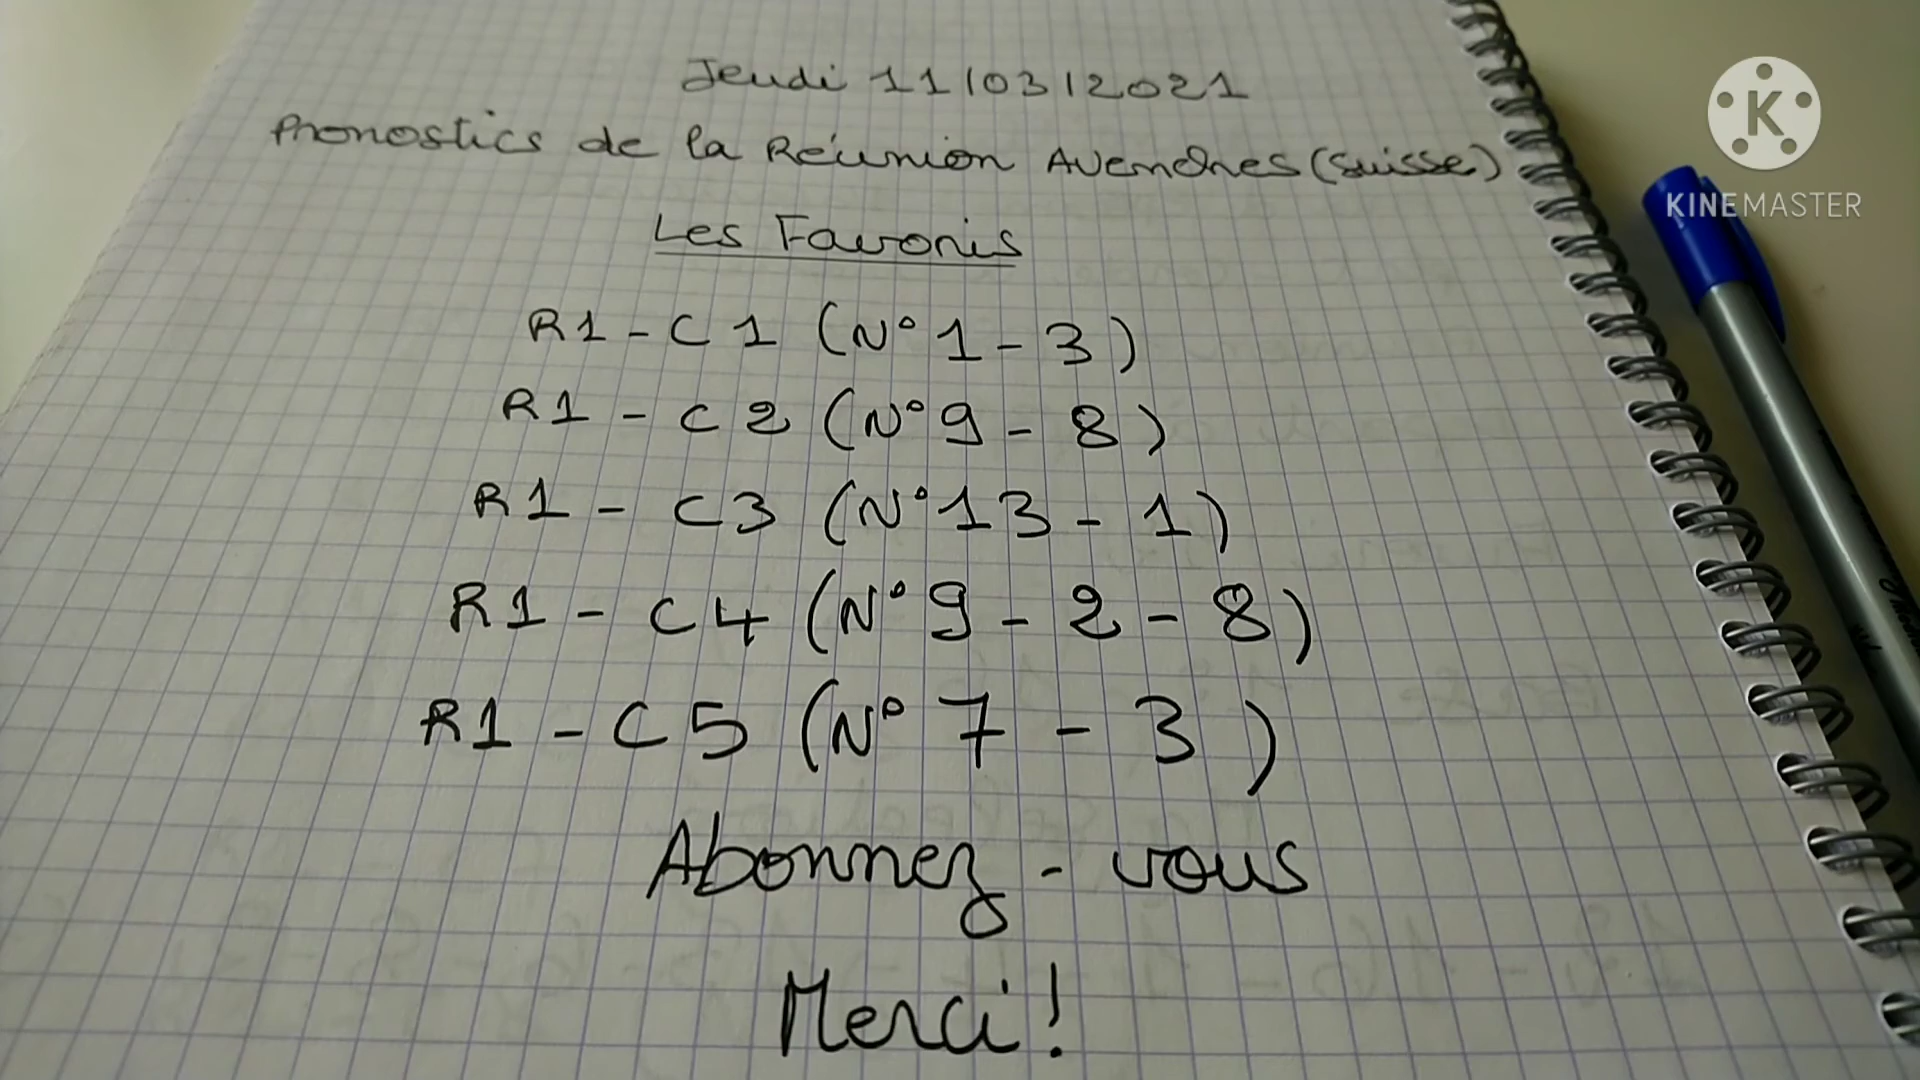 Jeudi 11/03/2021
Pronostics de la Réunion Avenches (Suisse)
Les Favoris
R1 - C1 (N° 1 - 3)
R1 - C2 (N° 9 - 8)
R1 - C3 (N° 13 - 1)
R1 - C4 (N° 9 - 2 - 8)
R1 - C5 (N° 7 - 3)
Abonnez - vous
Merci !
K
KINEMASTER